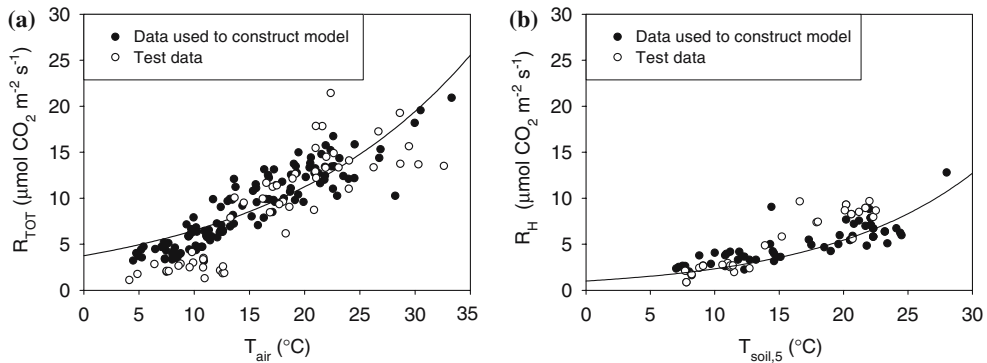 (a)
30
25
20
15
10
5
0
R_TOT (μmol CO₂ m⁻² s⁻¹)
Data used to construct model
Test data
0 5 10 15 20 25 30 35
T_air (°C)
(b)
30
25
20
15
10
5
0
R_H (μmol CO₂ m⁻² s⁻¹)
Data used to construct model
Test data
0 5 10 15 20 25 30
T_soil,5 (°C)